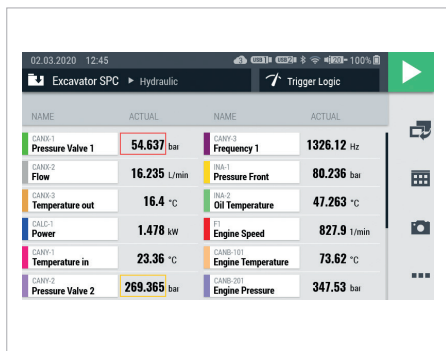 02.03.2020 12:45 3 USB1 USB2 20 100%
Excavator SPC ▸ Hydraulic Trigger Logic
NAME ACTUAL NAME ACTUAL
CANX-1 CANY-3
Pressure Valve 1 54.637 bar Frequency 1 1326.12 Hz
CANX-2 INA-1
Flow 16.235 L/min Pressure Front 80.236 bar
CANX-3 INA-2
Temperature out 16.4 °C Oil Temperature 47.263 °C
CALC-1 F1
Power 1.478 kW Engine Speed 827.9 1/min
CANY-1 CANB-101
Temperature in 23.36 °C Engine Temperature 73.62 °C
CANY-2 CANB-201
Pressure Valve 2 269.365 bar Engine Pressure 347.53 bar